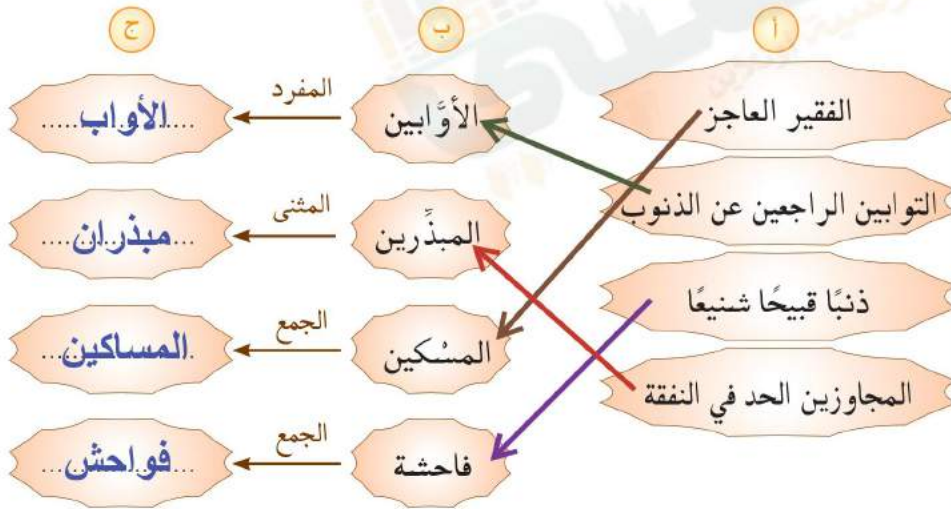 أ
ب
ج
الفقير العاجز
الأوَّابين
المفرد
الأواب
التوابين الراجعين عن الذنوب
المبذِّرين
المثنى
مبذران
ذنبًا قبيحًا شنيعًا
المسْكين
الجمع
المساكين
المجاوزين الحد في النفقة
فاحشة
الجمع
فواحش